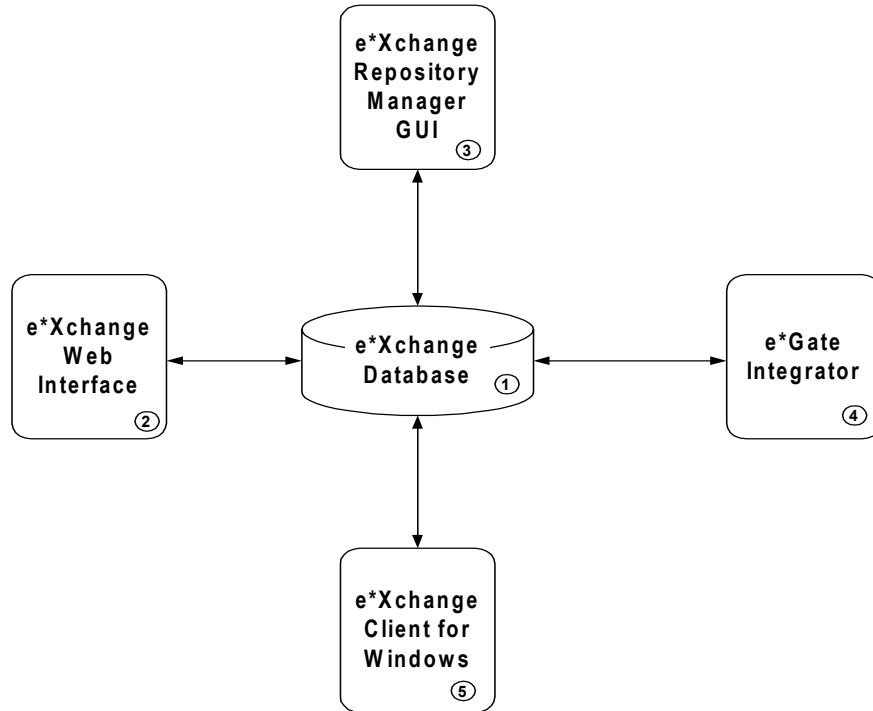 e*Xchange
Repository
Manager
GUI
3
e*Xchange
Web
Interface
2
e*Xchange
Database
1
e*Gate
Integrator
4
e*Xchange
Client for
Windows
5